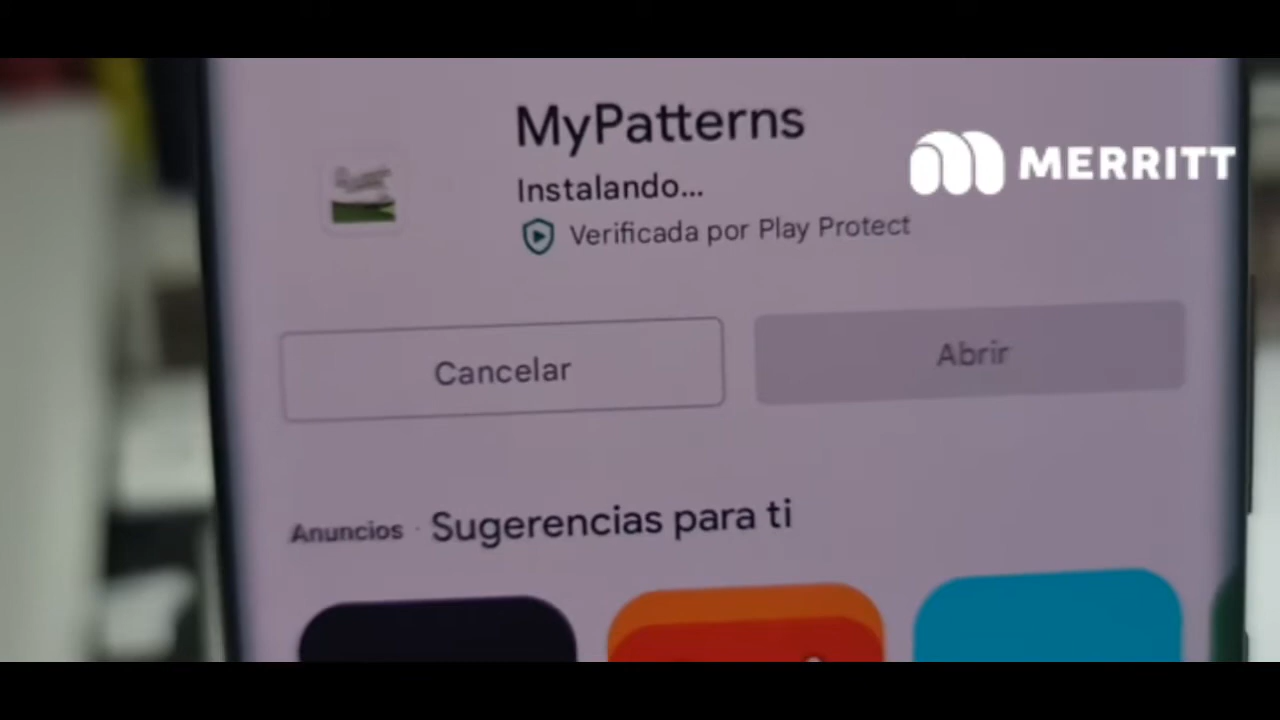 MyPatterns
MERRITT
Instalando...
Verificada por Play Protect
Cancelar
Abrir
Anuncios · Sugerencias para ti